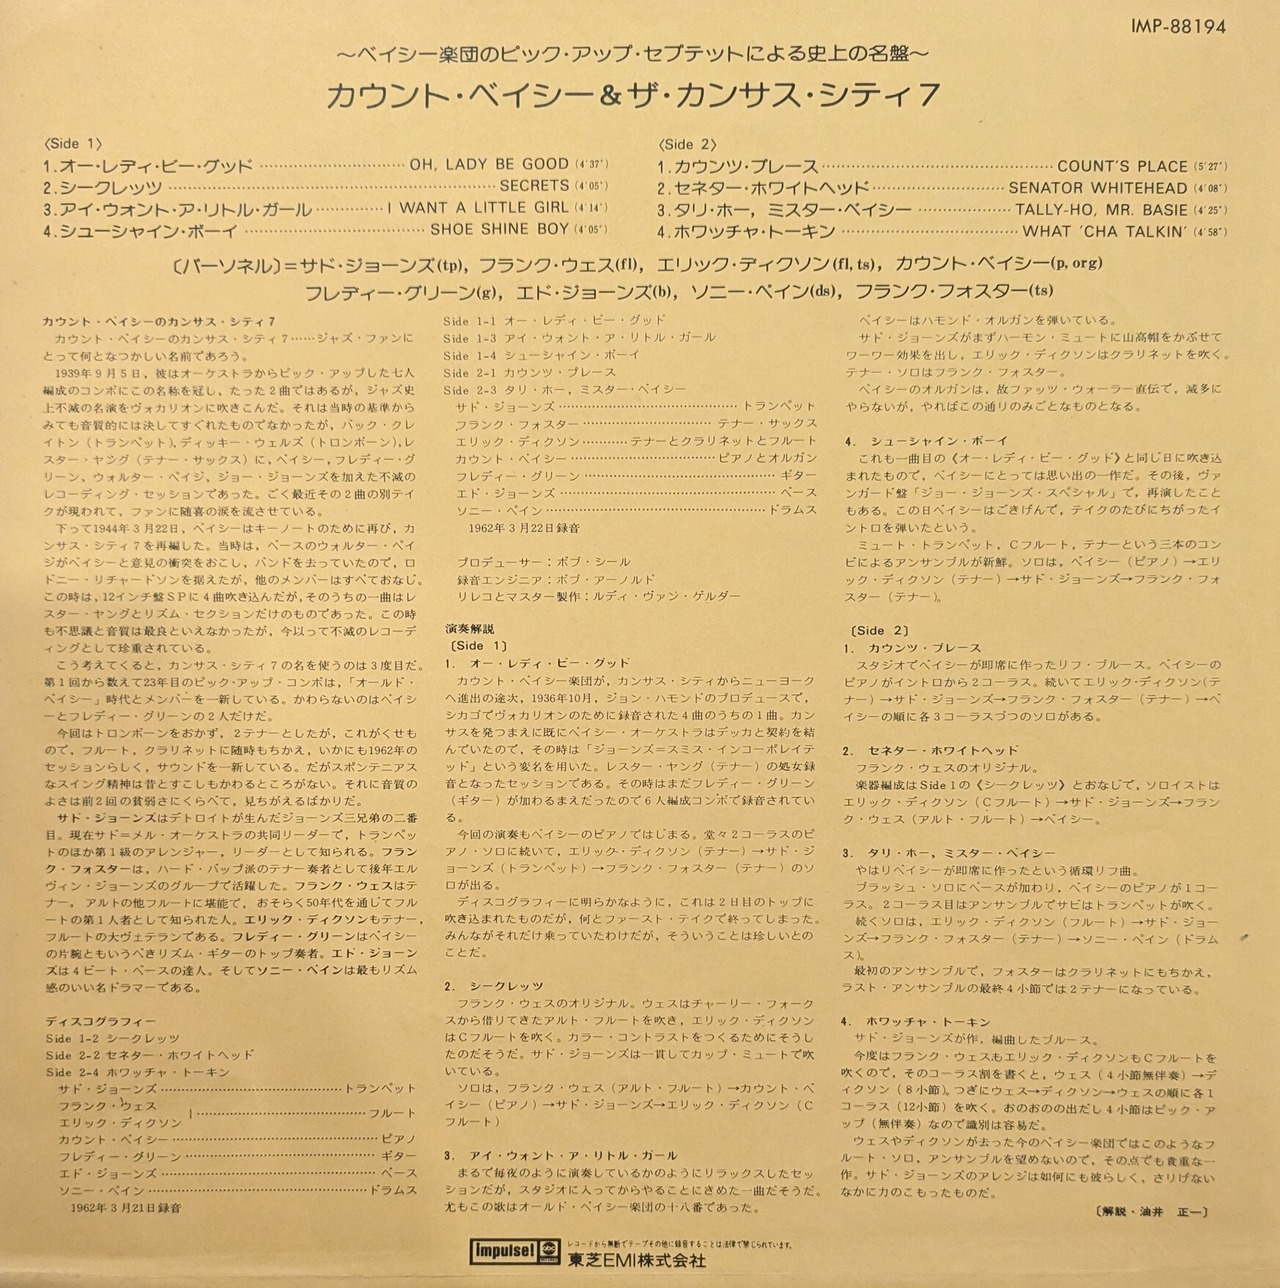 IMP-88194
〜ベイシー楽団のピック・アップ・セプテットによる史上の名盤〜
カウント・ベイシー&ザ・カンサス・シティ7
〈Side 1〉
1.オー・レディ・ビー・グッド OH, LADY BE GOOD (4'37")
2.シークレッツ SECRETS (4'05")
3.アイ・ウォント・ア・リトル・ガール I WANT A LITTLE GIRL (4'14")
4.シューシャイン・ボーイ SHOE SHINE BOY (4'05")
〈Side 2〉
1.カウンツ・プレース COUNT'S PLACE (5'27")
2.セネター・ホワイトヘッド SENATOR WHITEHEAD (4'08")
3.タリ・ホー, ミスター・ベイシー TALLY-HO, MR. BASIE (4'25")
4.ホワッチャ・トーキン WHAT 'CHA TALKIN' (4'58")
〔パーソネル〕=サド・ジョーンズ(tp), フランク・ウェス(fl), エリック・ディクソン(fl, ts), カウント・ベイシー(p, org)
フレディー・グリーン(g), エド・ジョーンズ(b), ソニー・ペイン(ds), フランク・フォスター(ts)
カウント・ベイシーのカンサス・シティ7
カウント・ベイシーのカンサス・シティ7……ジャズ・ファンに
とって何となつかしい名前であろう。
1939年9月5日, 彼はオーケストラからピック・アップした七人
編成のコンボにこの名称を冠し, たった2曲ではあるが, ジャズ史
上不滅の名演をヴォカリオンに吹きこんだ。それは当時の基準から
みても音質的には決してすぐれたものでなかったが, バック・クレ
イトン(トランペット), ディッキー・ウェルズ(トロンボーン), レ
スター・ヤング(テナー・サックス)に, ベイシー, フレディー・グ
リーン, ウォルター・ペイジ, ジョー・ジョーンズを加えた不滅の
レコーディング・セッションであった。ごく最近その2曲の別テイ
クが現われて, ファンに随喜の涙を流させている。
下って1944年3月22日, ベイシーはキーノートのために再び, カ
ンサス・シティ7を再編した。当時は, ベースのウォルター・ペイ
ジがベイシーと意見の衝突をおこし, バンドを去っていたので, ロ
ドニー・リチャードソンを据えたが, 他のメンバーはすべておなじ。
この時は, 12インチ盤SPに4曲吹き込んだが, そのうちの一曲はレ
スター・ヤングとリズム・セクションだけのものであった。この時
も不思議と音質は最良といえなかったが, 今以って不滅のレコーデ
ィングとして珍重されている。
こう考えてくると, カンサス・シティ7の名を使うのは3度目だ。
第1回から数えて23年目のピック・アップ・コンボは, 「オールド・
ベイシー」時代とメンバーを一新している。かわらないのはベイシ
ーとフレディー・グリーンの2人だけだ。
今回はトロンボーンをおかず, 2テナーとしたが, これがくせも
ので, フルート, クラリネットに随時もちかえ, いかにも1962年の
セッションらしく, サウンドを一新している。だがスポンテニアス
なスイング精神は昔とすこしもかわるところがない。それに音質の
よさは前2回の貧弱さにくらべて, 見ちがえるばかりだ。
サド・ジョーンズはデトロイトが生んだジョーンズ三兄弟の二番
目。現在サド=メル・オーケストラの共同リーダーで, トランペッ
トのほか第1級のアレンジャー, リーダーとして知られる。フラン
ク・フォスターは, ハード・バップ派のテナー奏者として後年エル
ヴィン・ジョーンズのグループで活躍した。フランク・ウェスはテ
ナー, アルトの他フルートに堪能で, おそらく50年代を通じてフル
ートの第1人者として知られた人。エリック・ディクソンもテナー,
フルートの大ヴェテランである。フレディー・グリーンはベイシー
の片腕ともいうべきリズム・ギターのトップ奏者。エド・ジョーン
ズは4ビート・ベースの達人。そしてソニー・ペインは最もリズム
感のいい名ドラマーである。
ディスコグラフィー
Side 1-2 シークレッツ
Side 2-2 セネター・ホワイトヘッド
Side 2-4 ホワッチャ・トーキン
サド・ジョーンズ トランペット
フランク・ウェス
エリック・ディクソン フルート
カウント・ベイシー ピアノ
フレディー・グリーン ギター
エド・ジョーンズ ベース
ソニー・ペイン ドラムス
1962年3月21日録音
Side 1-1 オー・レディ・ビー・グッド
Side 1-3 アイ・ウォント・ア・リトル・ガール
Side 1-4 シューシャイン・ボーイ
Side 2-1 カウンツ・プレース
Side 2-3 タリ・ホー, ミスター・ベイシー
サド・ジョーンズ トランペット
フランク・フォスター テナー・サックス
エリック・ディクソン テナーとクラリネットとフルート
カウント・ベイシー ピアノとオルガン
フレディー・グリーン ギター
エド・ジョーンズ ベース
ソニー・ペイン ドラムス
1962年3月22日録音
プロデューサー:ボブ・シール
録音エンジニア:ボブ・アーノルド
リレコとマスター製作:ルディ・ヴァン・ゲルダー
演奏解説
〔Side 1〕
1. オー・レディ・ビー・グッド
カウント・ベイシー楽団が, カンサス・シティからニューヨーク
へ進出の途次, 1936年10月, ジョン・ハモンドのプロデュースで,
シカゴでヴォカリオンのために録音された4曲のうちの1曲。カン
サスを発つまえに既にベイシー・オーケストラはデッカと契約を結
んでいたので, その時は「ジョーンズ=スミス・インコーポレイテ
ッド」という変名を用いた。レスター・ヤング(テナー)の処女録
音となったセッションである。その時はまだフレディー・グリーン
(ギター)が加わるまえだったので6人編成コンボで録音されてい
る。
今回の演奏もベイシーのピアノではじまる。堂々2コーラスのピ
アノ・ソロに続いて, エリック・ディクソン(テナー)→サド・ジ
ョーンズ(トランペット)→フランク・フォスター(テナー)のソ
ロが出る。
ディスコグラフィーに明らかなように, これは2日目のトップに
吹き込まれたものだが, 何とファースト・テイクで終ってしまった。
みんながそれだけ乗っていたわけだが, そういうことは珍しいとの
ことだ。
2. シークレッツ
フランク・ウェスのオリジナル。ウェスはチャーリー・フォーク
スから借りてきたアルト・フルートを吹き, エリック・ディクソン
はCフルートを吹く。カラー・コントラストをつくるためにそうし
たのだそうだ。サド・ジョーンズは一貫してカップ・ミュートで吹
いている。
ソロは, フランク・ウェス(アルト・フルート)→カウント・ベ
イシー(ピアノ)→サド・ジョーンズ→エリック・ディクソン(C
フルート)
3. アイ・ウォント・ア・リトル・ガール
まるで毎夜のように演奏しているかのようにリラックスしたセッ
ションだが, スタジオに入ってからやることにきめた一曲だそうだ。
尤もこの歌はオールド・ベイシー楽団の十八番であった。
ベイシーはハモンド・オルガンを弾いている。
サド・ジョーンズがまずハーモン・ミュートに山高帽をかぶせて
ワーワー効果を出し, エリック・ディクソンはクラリネットを吹く。
テナー・ソロはフランク・フォスター。
ベイシーのオルガンは, 故ファッツ・ウォーラー直伝で, 滅多に
やらないが, やればこの通りのみごとなものとなる。
4. シューシャイン・ボーイ
これも一曲目の《オー・レディ・ビー・グッド》と同じ日に吹き込
まれたもので, ベイシーにとっては思い出の一作だ。その後, ヴァ
ンガード盤「ジョー・ジョーンズ・スペシャル」で, 再演したこと
もある。この日ベイシーはごきげんで, テイクのたびにちがったイ
ントロを弾いたという。
ミュート・トランペット, Cフルート, テナーという三本のコン
ビによるアンサンブルが新鮮。ソロは, ベイシー(ピアノ)→エリ
ック・ディクソン(テナー)→サド・ジョーンズ→フランク・フォ
スター(テナー)。
〔Side 2〕
1. カウンツ・プレース
スタジオでベイシーが即席に作ったリフ・ブルース。ベイシーの
ピアノがイントロから2コーラス。続いてエリック・ディクソン(テ
ナー)→サド・ジョーンズ→フランク・フォスター(テナー)→ベ
イシーの順に各3コーラスづつのソロがある。
2. セネター・ホワイトヘッド
フランク・ウェスのオリジナル。
楽器編成はSide 1の《シークレッツ》とおなじで, ソロイストは
エリック・ディクソン(Cフルート)→サド・ジョーンズ→フラン
ク・ウェス(アルト・フルート)→ベイシー。
3. タリ・ホー, ミスター・ベイシー
やはりベイシーが即席に作ったという循環リフ曲。
ブラッシュ・ソロにベースが加わり, ベイシーのピアノが1コー
ラス。2コーラス目はアンサンブルでサビはトランペットが吹く。
続くソロは, エリック・ディクソン(フルート)→サド・ジョー
ンズ→フランク・フォスター(テナー)→ソニー・ペイン(ドラム
ス)。
最初のアンサンブルで, フォスターはクラリネットにもちかえ,
ラスト・アンサンブルの最終4小節では2テナーになっている。
4. ホワッチャ・トーキン
サド・ジョーンズが作, 編曲したブルース。
今度はフランク・ウェスもエリック・ディクソンもCフルートを
吹くので, そのコーラス割を書くと, ウェス(4小節無伴奏)→デ
ィクソン(8小節)。つぎにウェス→ディクソン→ウェスの順に各1
コーラス(12小節)を吹く。おのおのの出だし4小節はピック・ア
ップ(無伴奏)なので識別は容易だ。
ウェスやディクソンが去った今のベイシー楽団ではこのようなフ
ルート・ソロ, アンサンブルを望めないので, その点でも貴重な一
作。サド・ジョーンズのアレンジは如何にも彼らしく, さりげない
なかに力のこもったものだ。
〔解説・油井 正一〕
impulse! abc
レコードから無断でテープその他に録音することは法律で禁じられています。
東芝EMI株式会社